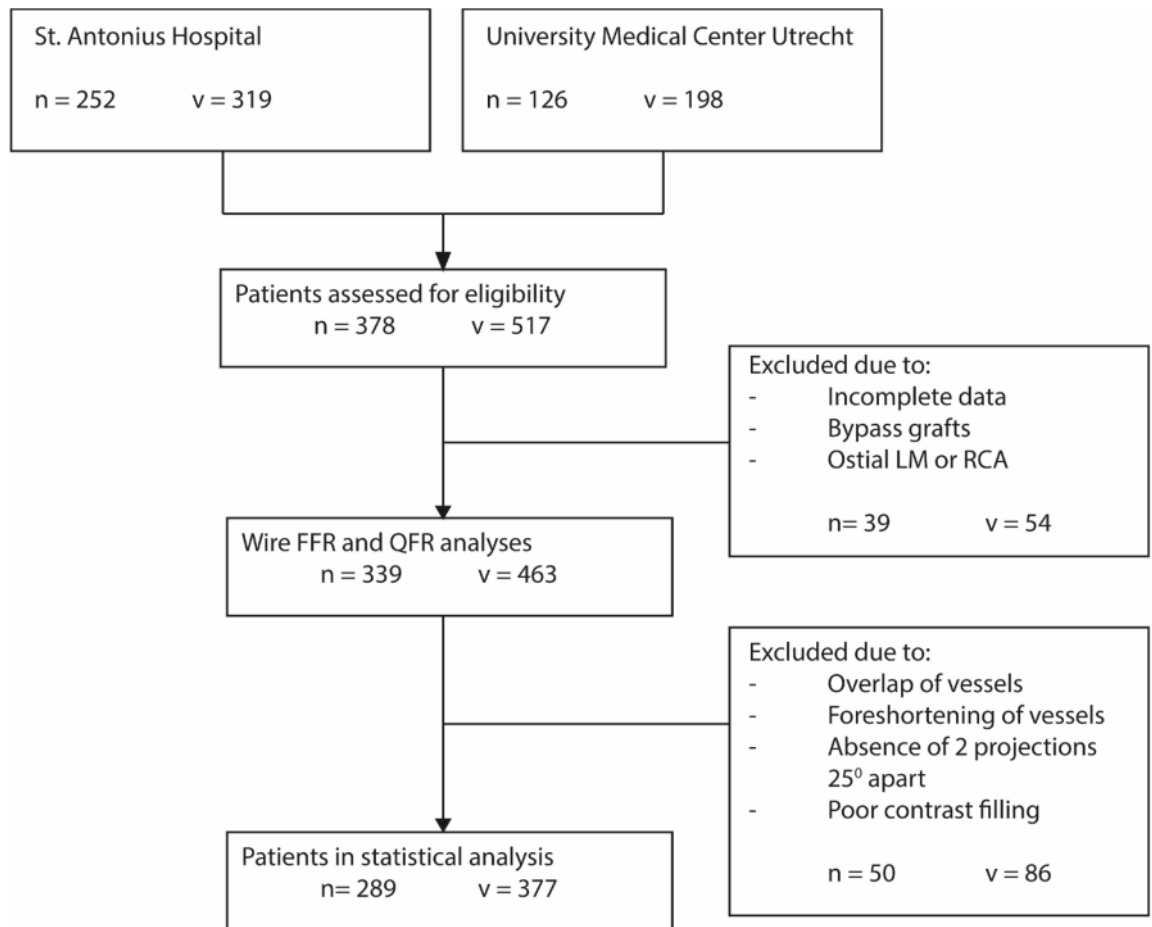 St. Antonius Hospital
n = 252 v = 319
University Medical Center Utrecht
n = 126 v = 198
Patients assessed for eligibility
n = 378 v = 517
Excluded due to:
- Incomplete data
- Bypass grafts
- Ostial LM or RCA
n= 39 v = 54
Wire FFR and QFR analyses
n = 339 v = 463
Excluded due to:
- Overlap of vessels
- Foreshortening of vessels
- Absence of 2 projections
25⁰ apart
- Poor contrast filling
n = 50 v = 86
Patients in statistical analysis
n= 289 v = 377